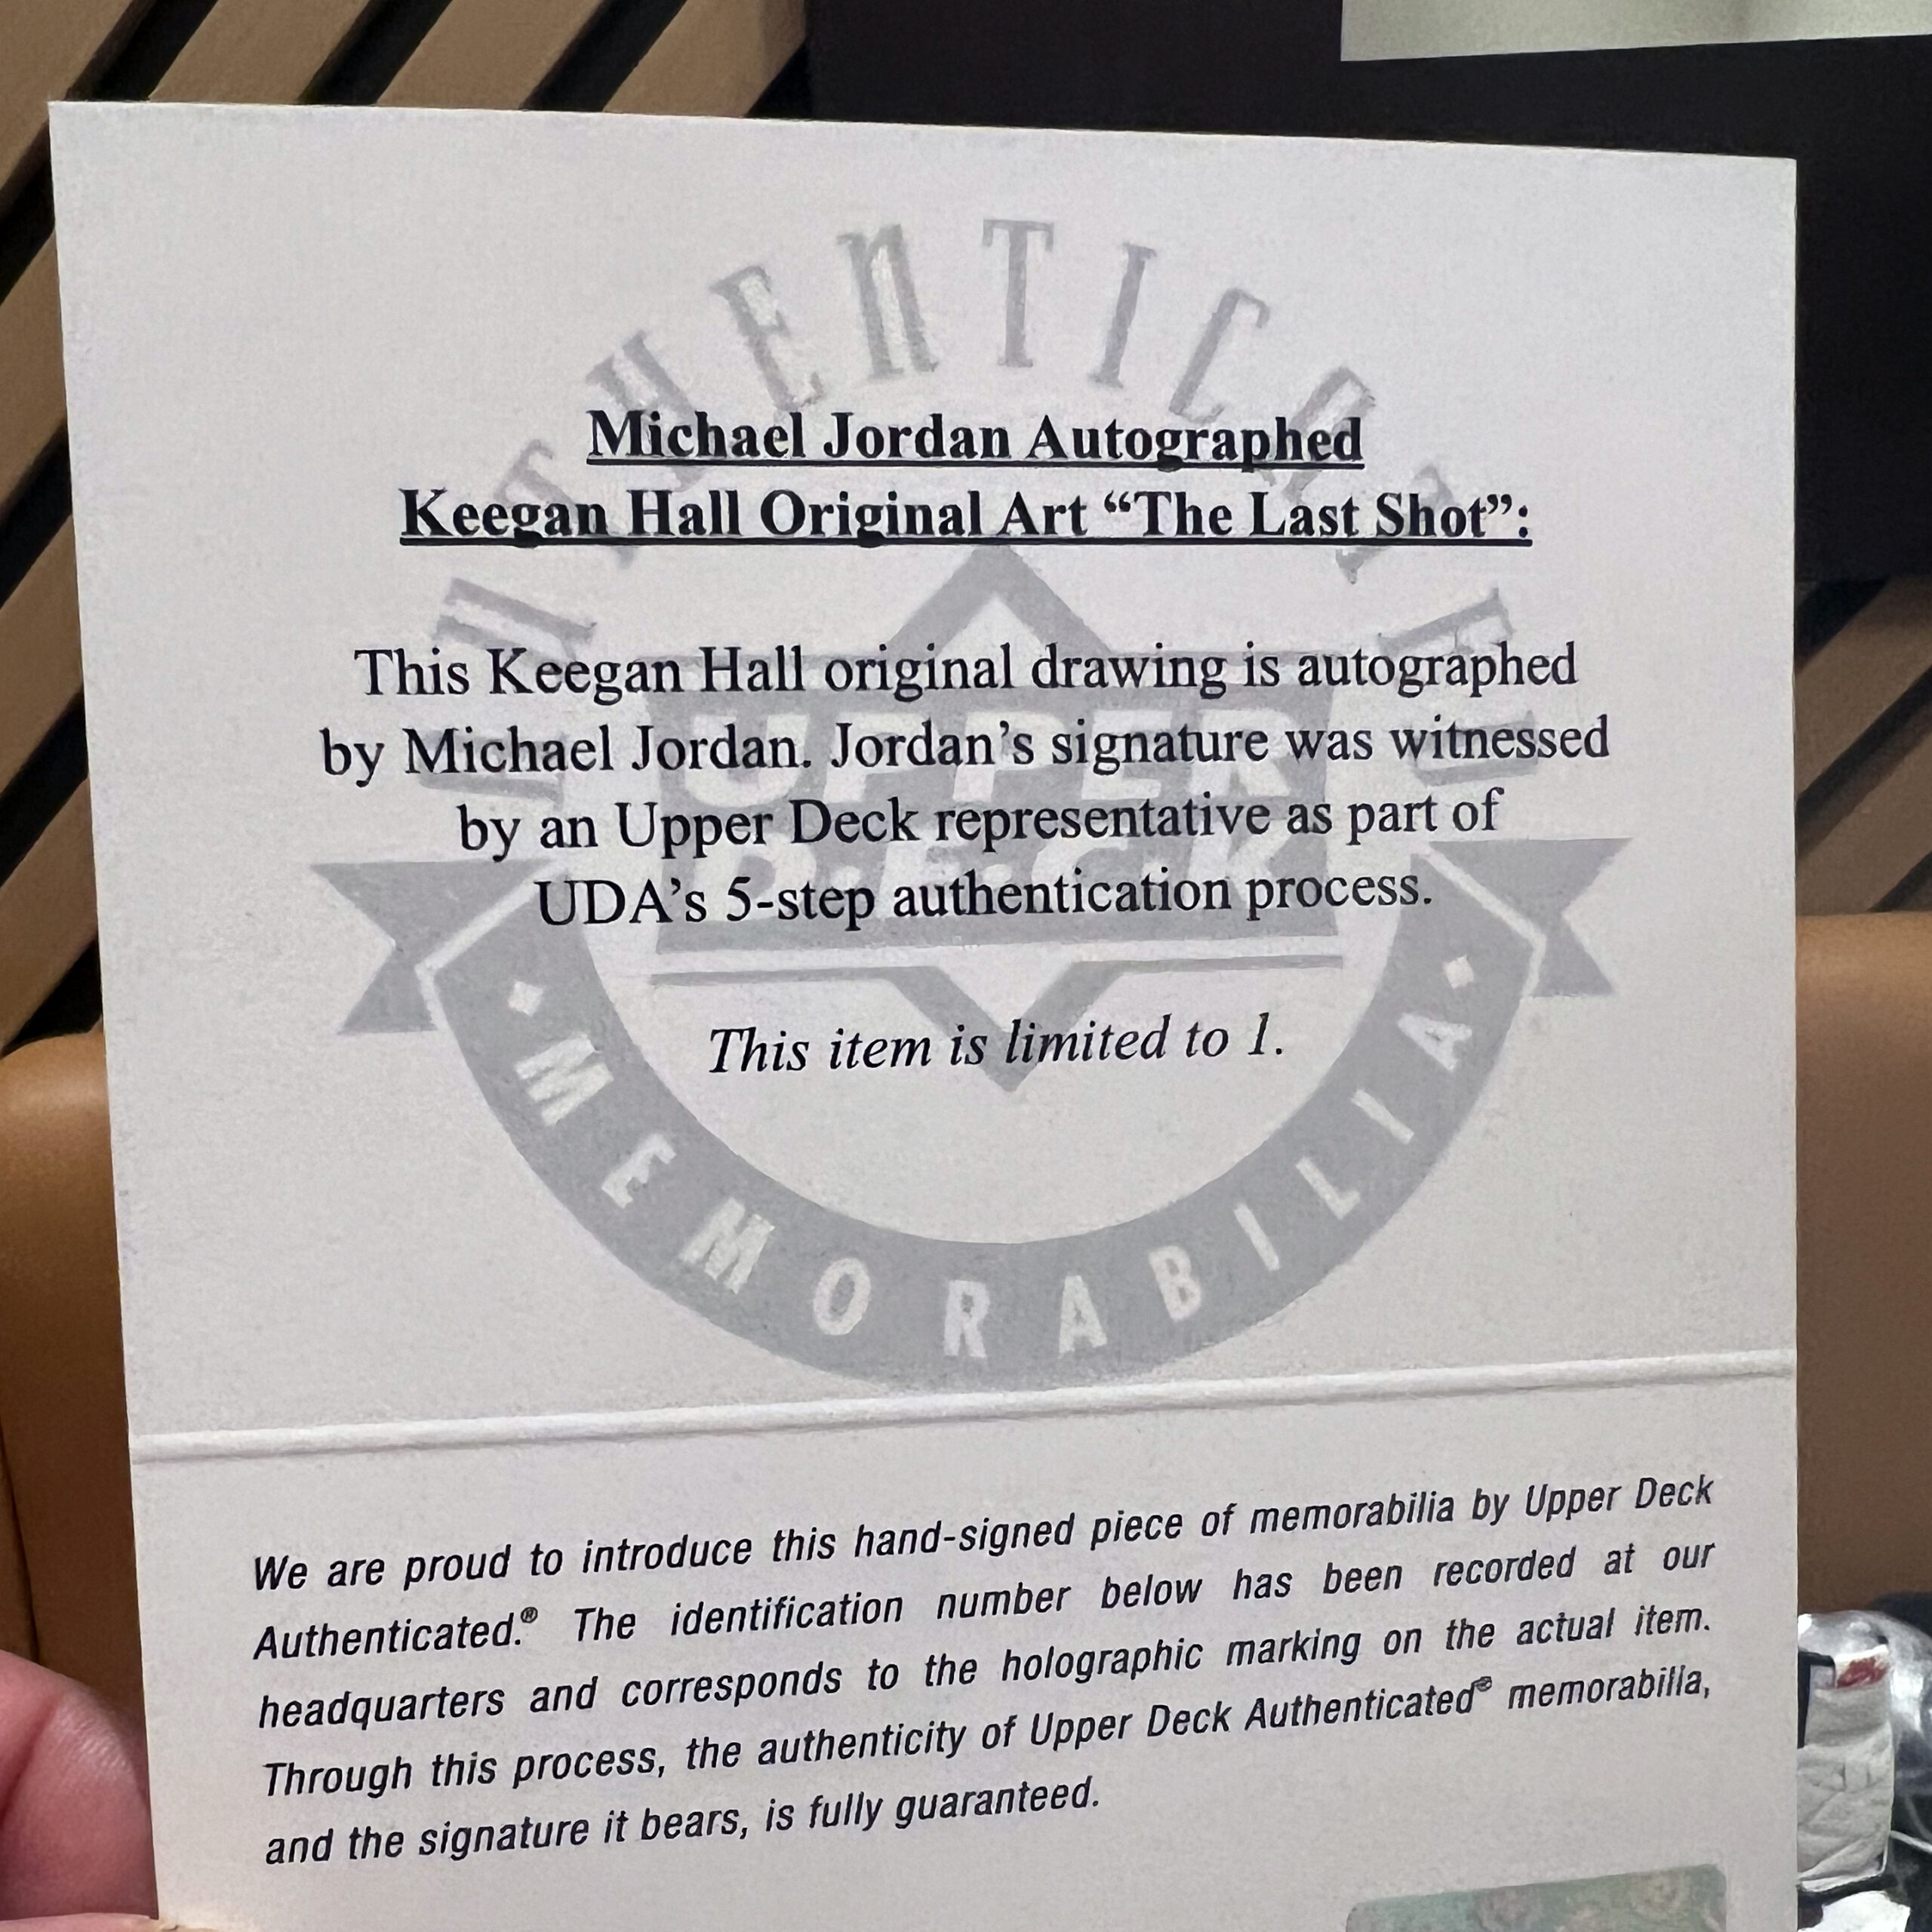 AUTHENTICATED
Michael Jordan Autographed
Keegan Hall Original Art “The Last Shot”:
This Keegan Hall original drawing is autographed
by Michael Jordan. Jordan’s signature was witnessed
by an Upper Deck representative as part of
UDA’s 5-step authentication process.
This item is limited to 1.
UPPER
DECK
MEMORABILIA
We are proud to introduce this hand-signed piece of memorabilia by Upper Deck
Authenticated.® The identification number below has been recorded at our
headquarters and corresponds to the holographic marking on the actual item.
Through this process, the authenticity of Upper Deck Authenticated® memorabilia,
and the signature it bears, is fully guaranteed.